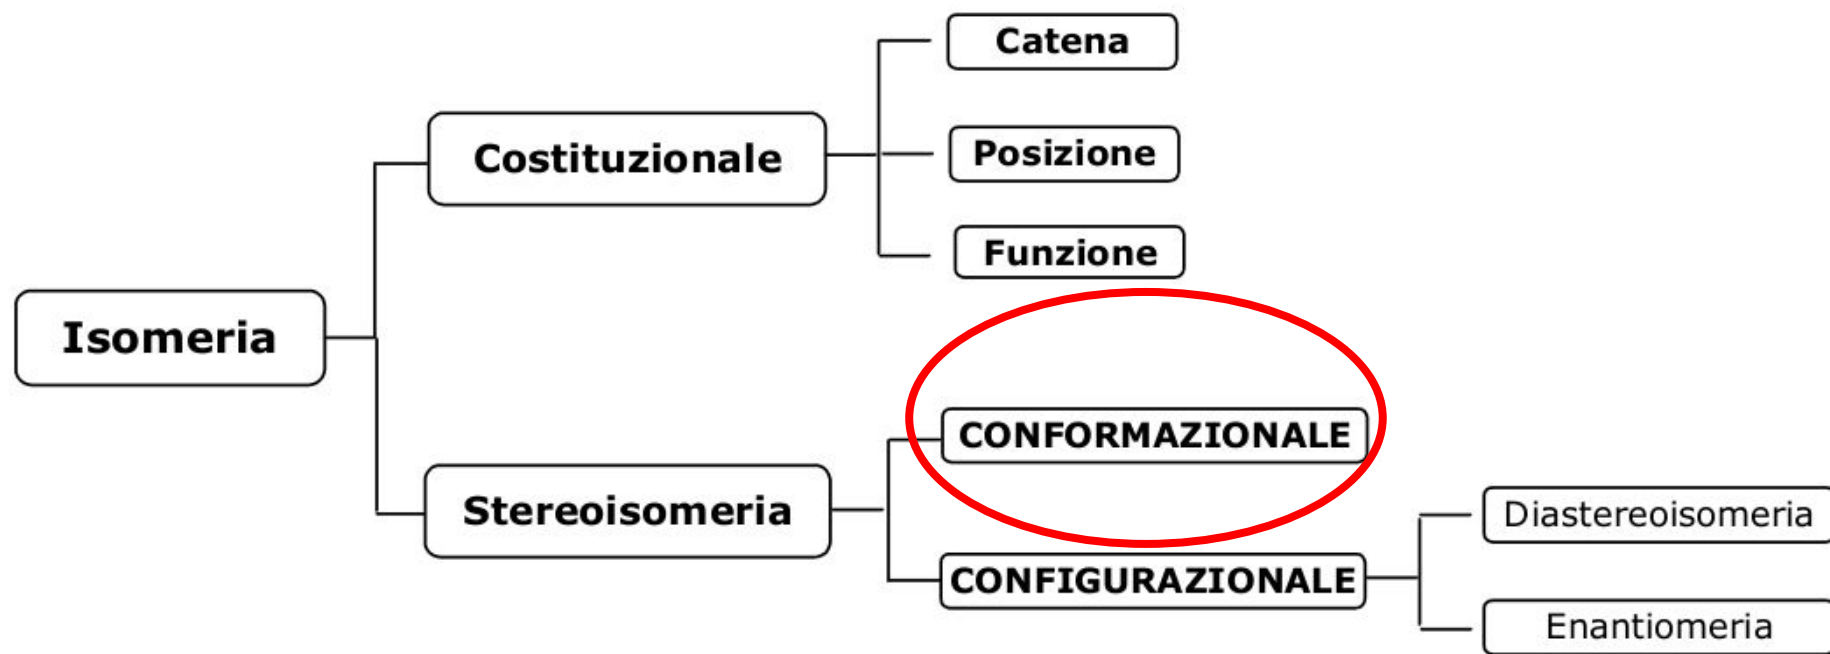 Catena
Costituzionale
Posizione
Funzione
Isomeria
CONFORMAZIONALE
Stereoisomeria
Diastereoisomeria
CONFIGURAZIONALE
Enantiomeria